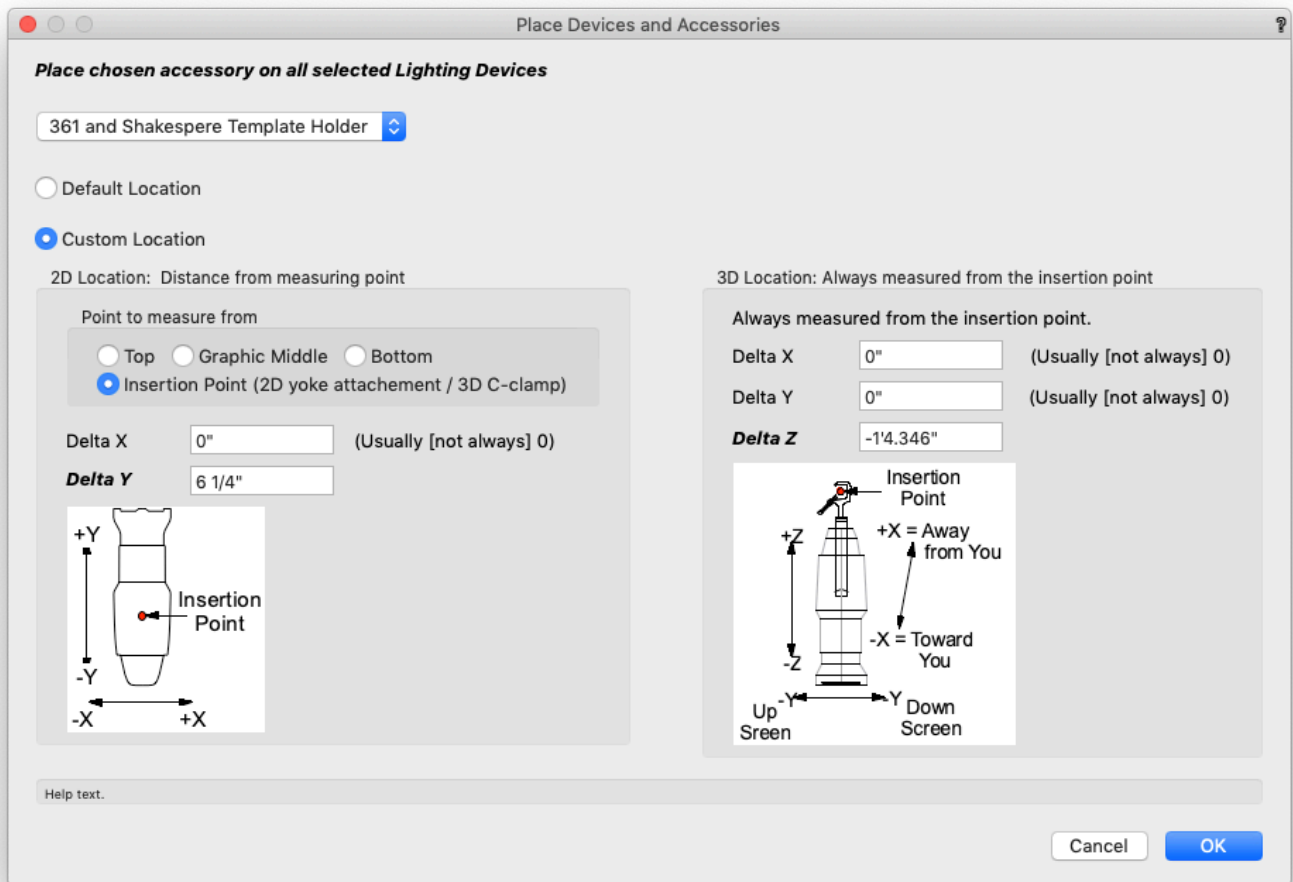 Place Devices and Accessories
?
Place chosen accessory on all selected Lighting Devices
361 and Shakespere Template Holder
Default Location
Custom Location
2D Location:  Distance from measuring point
Point to measure from
Top
Graphic Middle
Bottom
Insertion Point (2D yoke attachement / 3D C-clamp)
Delta X
0"
(Usually [not always] 0)
Delta Y
6 1/4"
+Y
Insertion
Point
-Y
-X
+X
3D Location: Always measured from the insertion point
Always measured from the insertion point.
Delta X
0"
(Usually [not always] 0)
Delta Y
0"
(Usually [not always] 0)
Delta Z
-1'4.346"
Insertion
Point
+Z
+X = Away
from You
-X = Toward
You
-Z
-Y
-Y
Up
Sreen
Down
Screen
Help text.
Cancel
OK